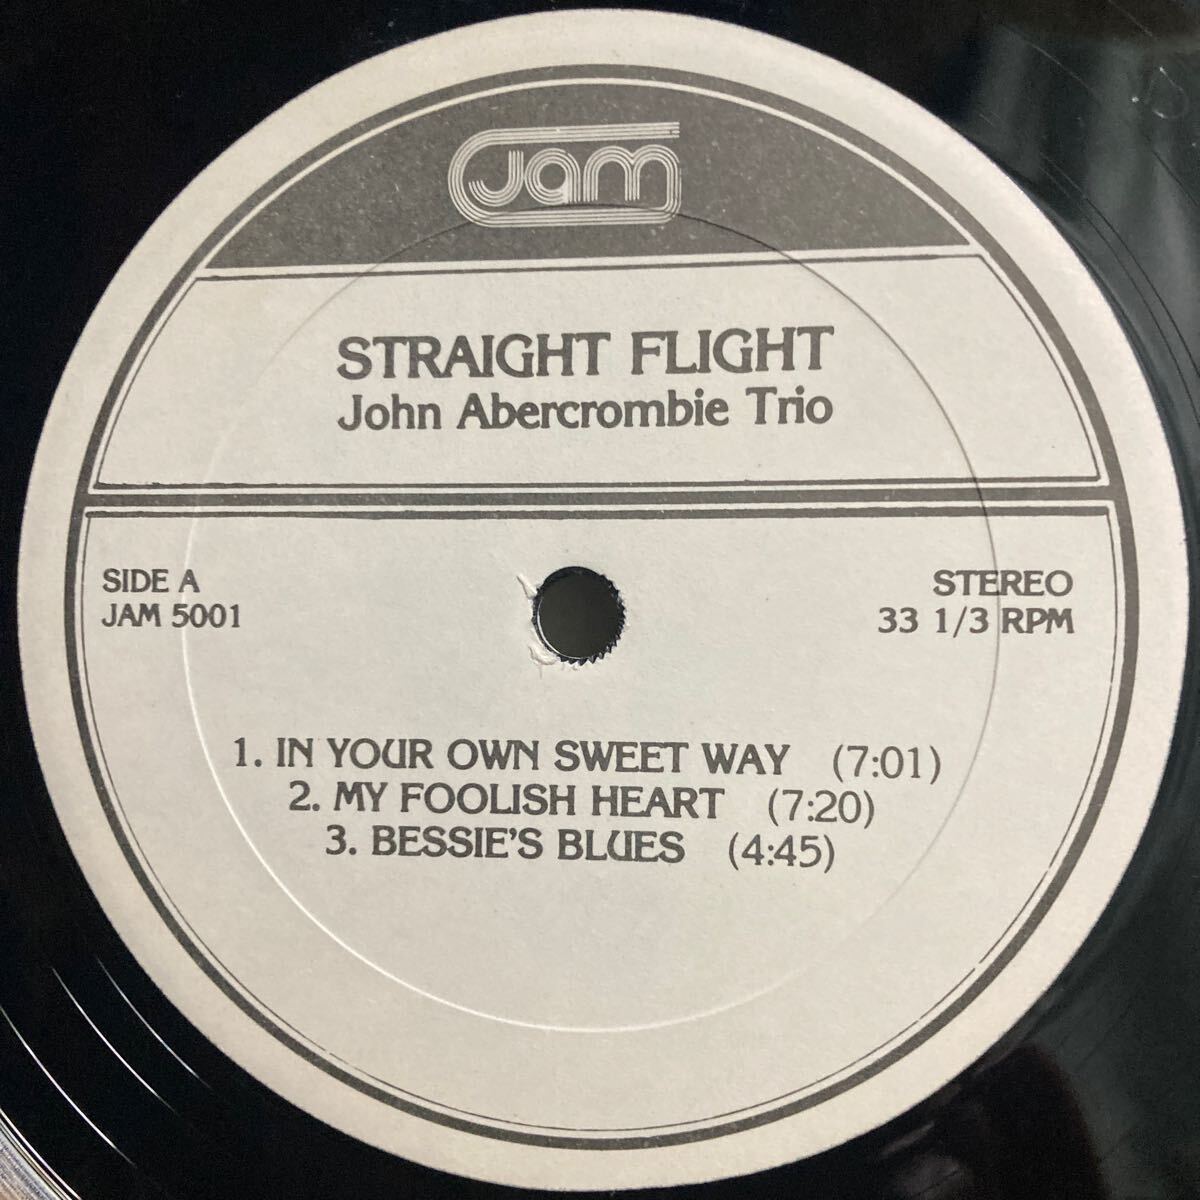 Jam
STRAIGHT FLIGHT
John Abercrombie Trio
SIDE A
JAM 5001
STEREO
33 1/3 RPM
1. IN YOUR OWN SWEET WAY (7:01)
2. MY FOOLISH HEART (7:20)
3. BESSIE'S BLUES (4:45)